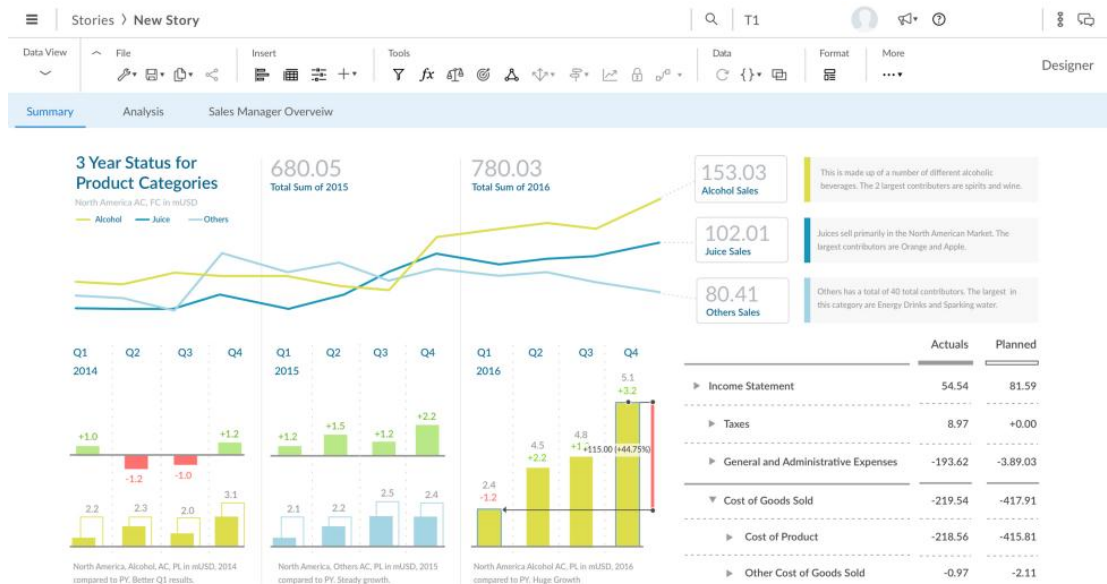 Stories > New Story
T1
Data View
File
Insert
Tools
Data
Format
More
Designer
Summary
Analysis
Sales Manager Overveiw
3 Year Status for
Product Categories
North America AC, FC in mUSD
Alcohol
Juice
Others
680.05
Total Sum of 2015
780.03
Total Sum of 2016
153.03
Alcohol Sales
This is made up of a number of different alcoholic
beverages. The 2 largest contributers are spirits and wine.
102.01
Juice Sales
Juices sell primarily in the North American Market. The
largest contributors are Orange and Apple.
80.41
Others Sales
Others has a total of 40 total contributors. The largest in
this category are Energy Drinks and Sparking water.
Q1 Q2 Q3 Q4
2014
+1.0
-1.2
-1.0
+1.2
2.2
2.3
2.0
3.1
North America, Alcohol, AC, PL in mUSD, 2014
compared to PY. Better Q1 results.
Q1 Q2 Q3 Q4
2015
+1.2
+1.5
+1.2
+2.2
2.1
2.2
2.5
2.4
North America, Others AC, PL in mUSD, 2015
compared to PY. Steady growth.
Q1 Q2 Q3 Q4
2016
2.4
-1.2
4.5
+2.2
4.8
5.1
+3.2
+115.00 (+44.75%)
North America Alcohol AC, PL in mUSD, 2016
compared to PY. Huge Growth
Actuals Planned
Income Statement 54.54 81.59
Taxes 8.97 +0.00
General and Administrative Expenses -193.62 -3.89.03
Cost of Goods Sold -219.54 -417.91
Cost of Product -218.56 -415.81
Other Cost of Goods Sold -0.97 -2.11